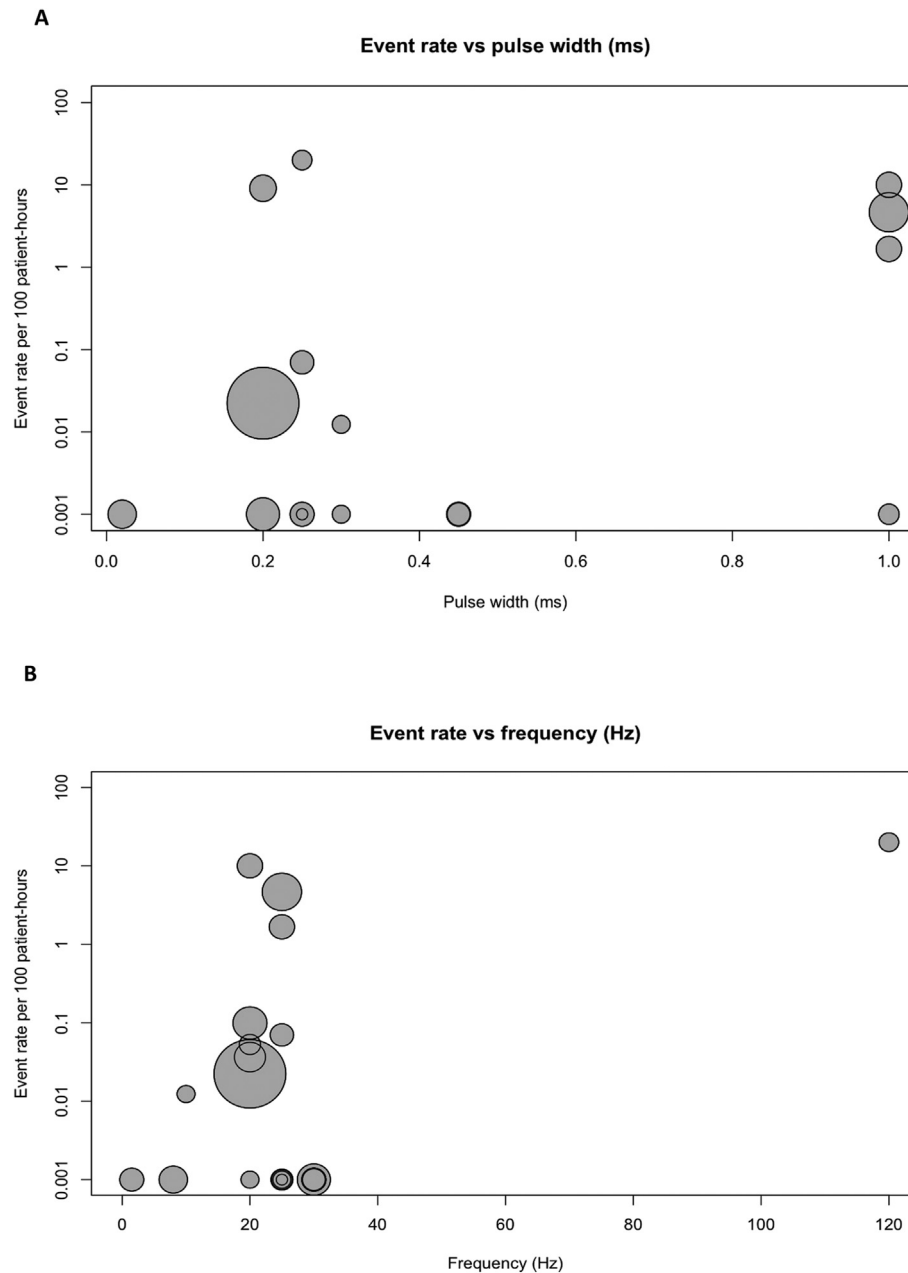 A
Event rate vs pulse width (ms)
Event rate per 100 patient-hours
100
10
1
0.1
0.01
0.001
0.0 0.2 0.4 0.6 0.8 1.0
Pulse width (ms)
B
Event rate vs frequency (Hz)
Event rate per 100 patient-hours
100
10
1
0.1
0.01
0.001
0 20 40 60 80 100 120
Frequency (Hz)